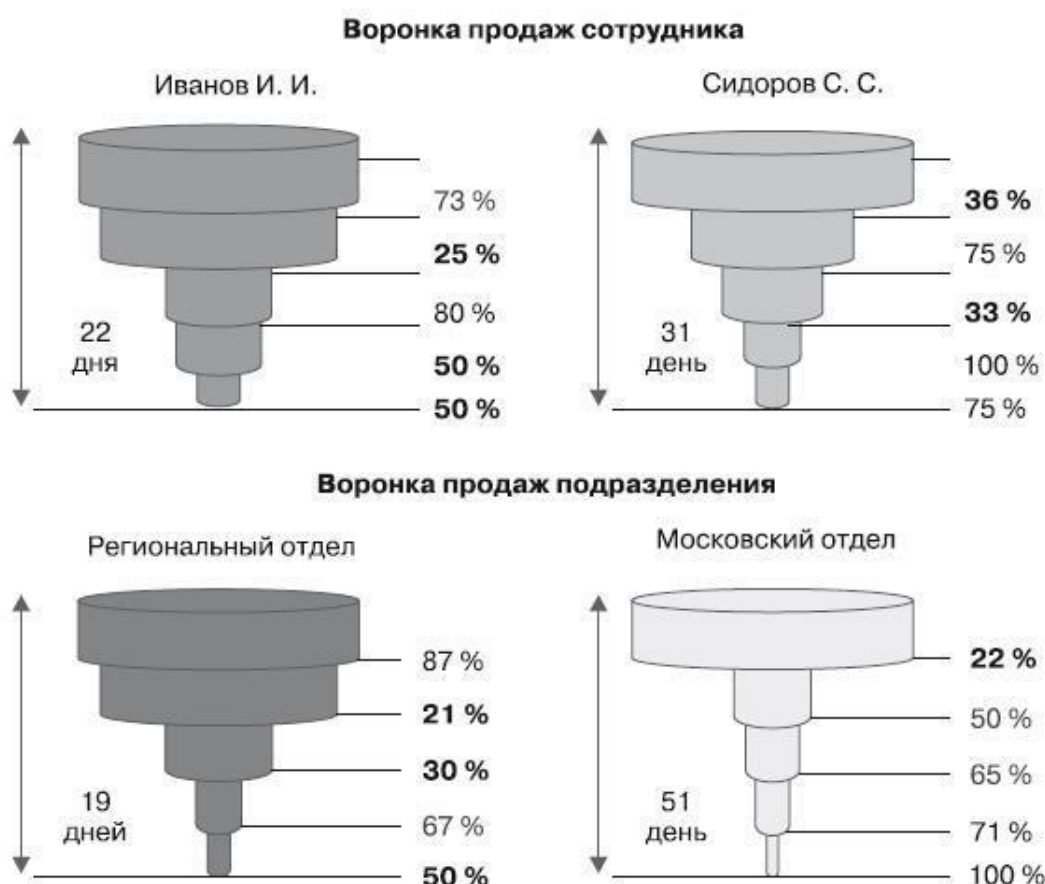 Воронка продаж сотрудника
Иванов И. И.
73 %
25 %
80 %
50 %
50 %
22
дня
Сидоров С. С.
36 %
75 %
33 %
100 %
75 %
31
день
Воронка продаж подразделения
Региональный отдел
87 %
21 %
30 %
67 %
50 %
19
дней
Московский отдел
22 %
50 %
65 %
71 %
100 %
51
день